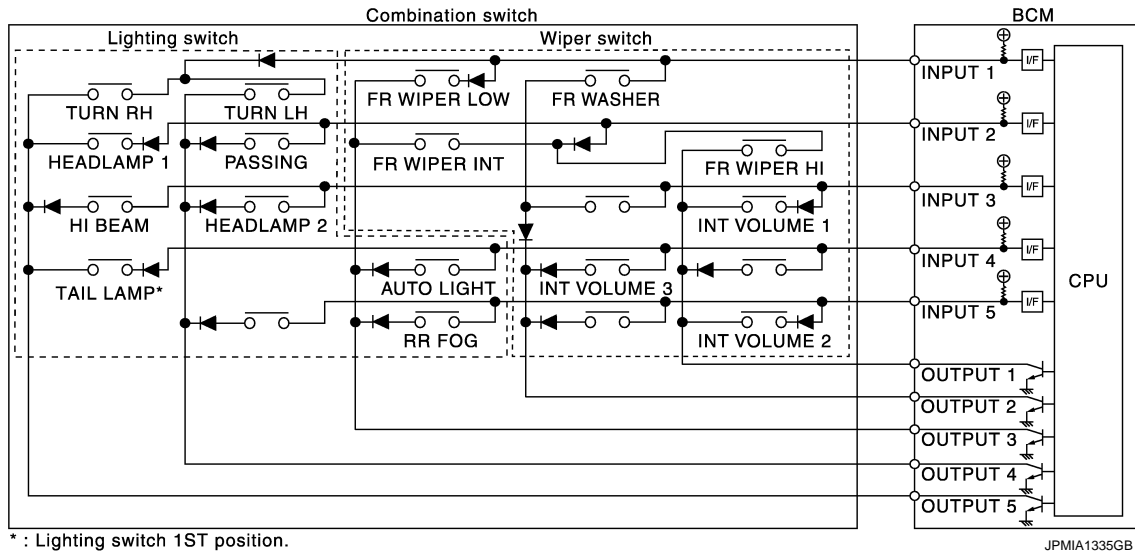 Combination switch
BCM
Lighting switch
Wiper switch
INPUT 1
I/F
TURN RH
TURN LH
FR WIPER LOW
FR WASHER
INPUT 2
I/F
HEADLAMP 1
PASSING
FR WIPER INT
FR WIPER HI
INPUT 3
I/F
HI BEAM
HEADLAMP 2
INT VOLUME 1
INPUT 4
I/F
CPU
TAIL LAMP*
AUTO LIGHT
INT VOLUME 3
INPUT 5
I/F
RR FOG
INT VOLUME 2
OUTPUT 1
OUTPUT 2
OUTPUT 3
OUTPUT 4
OUTPUT 5
* : Lighting switch 1ST position.
JPMIA1335GB